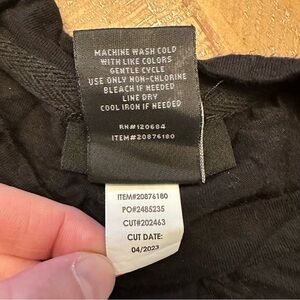 MACHINE WASH COLD
WITH LIKE COLORS
GENTLE CYCLE
USE ONLY NON-CHLORINE
BLEACH IF NEEDED
LINE DRY
COOL IRON IF NEEDED
RN#120684
ITEM#20876180
ITEM#20876180
PO#2485235
CUT#202463
CUT DATE:
04/2023